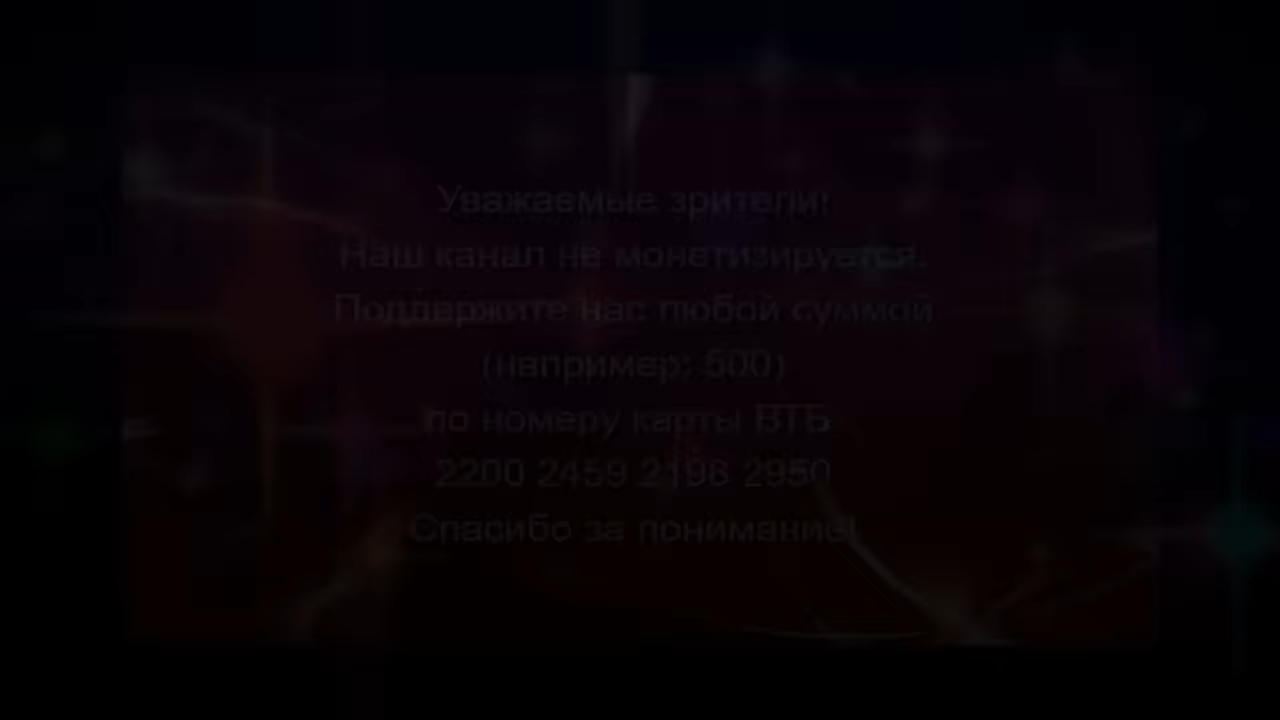 Уважаемые зрители!
Наш канал не монетизируется.
Поддержите нас любой суммой
(например: 500)
по номеру карты ВТБ
2200 2459 2198 2950
Спасибо за понимание!